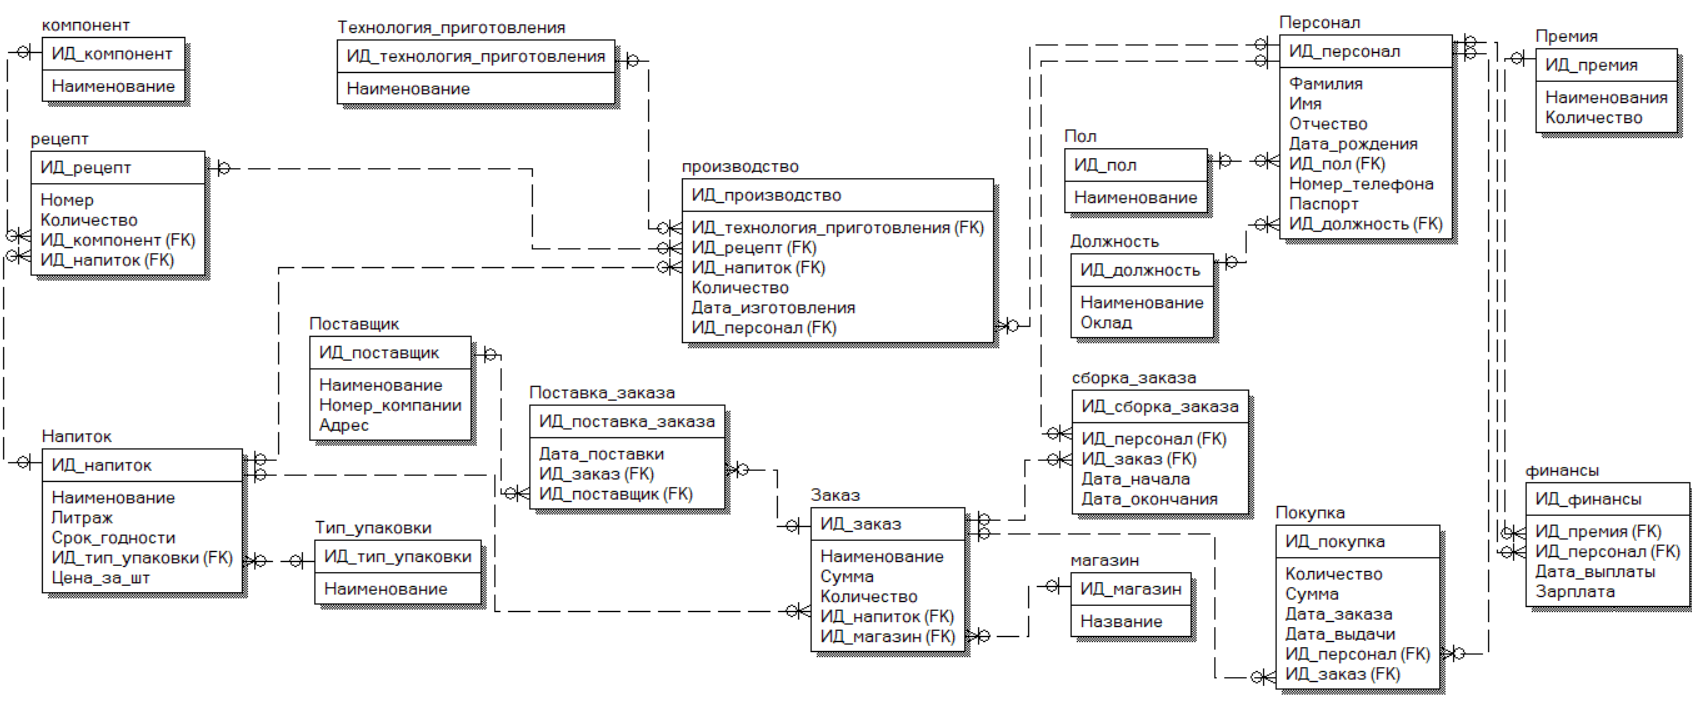 компонент
ИД_компонент
Наименование
Технология_приготовления
ИД_технология_приготовления
Наименование
Персонал
ИД_персонал
Фамилия
Имя
Отчество
Дата_рождения
ИД_пол (FK)
Номер_телефона
Паспорт
ИД_должность (FK)
Премия
ИД_премия
Наименования
Количество
рецепт
ИД_рецепт
Номер
Количество
ИД_компонент (FK)
ИД_напиток (FK)
производство
ИД_производство
ИД_технология_приготовления (FK)
ИД_рецепт (FK)
ИД_напиток (FK)
Количество
Дата_изготовления
ИД_персонал (FK)
Пол
ИД_пол
Наименование
Должность
ИД_должность
Наименование
Оклад
Поставщик
ИД_поставщик
Наименование
Номер_компании
Адрес
Поставка_заказа
ИД_поставка_заказа
Дата_поставки
ИД_заказ (FK)
ИД_поставщик (FK)
сборка_заказа
ИД_сборка_заказа
ИД_персонал (FK)
ИД_заказ (FK)
Дата_начала
Дата_окончания
Напиток
ИД_напиток
Наименование
Литраж
Срок_годности
ИД_тип_упаковки (FK)
Цена_за_шт
Тип_упаковки
ИД_тип_упаковки
Наименование
Заказ
ИД_заказ
Наименование
Сумма
Количество
ИД_напиток (FK)
ИД_магазин (FK)
магазин
ИД_магазин
Название
Покупка
ИД_покупка
Количество
Сумма
Дата_заказа
Дата_выдачи
ИД_персонал (FK)
ИД_заказ (FK)
финансы
ИД_финансы
ИД_премия (FK)
ИД_персонал (FK)
Дата_выплаты
Зарплата